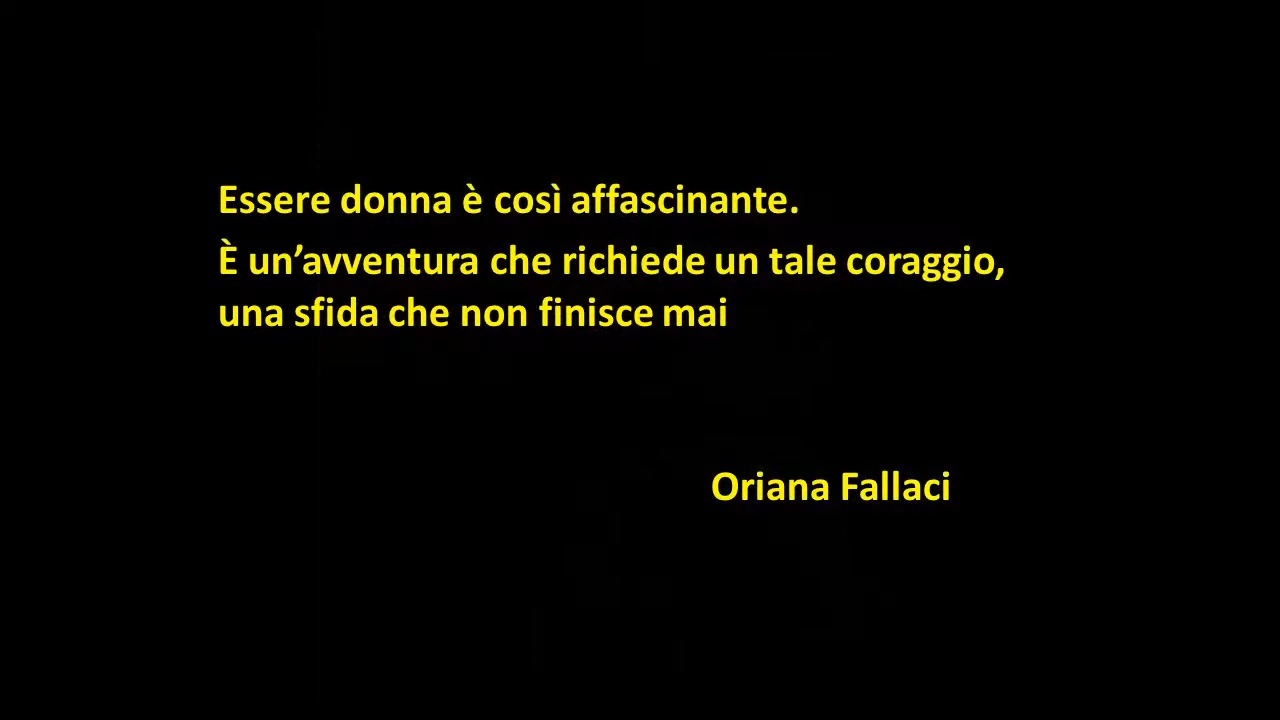 Essere donna è così affascinante.
È un’avventura che richiede un tale coraggio,
una sfida che non finisce mai
Oriana Fallaci